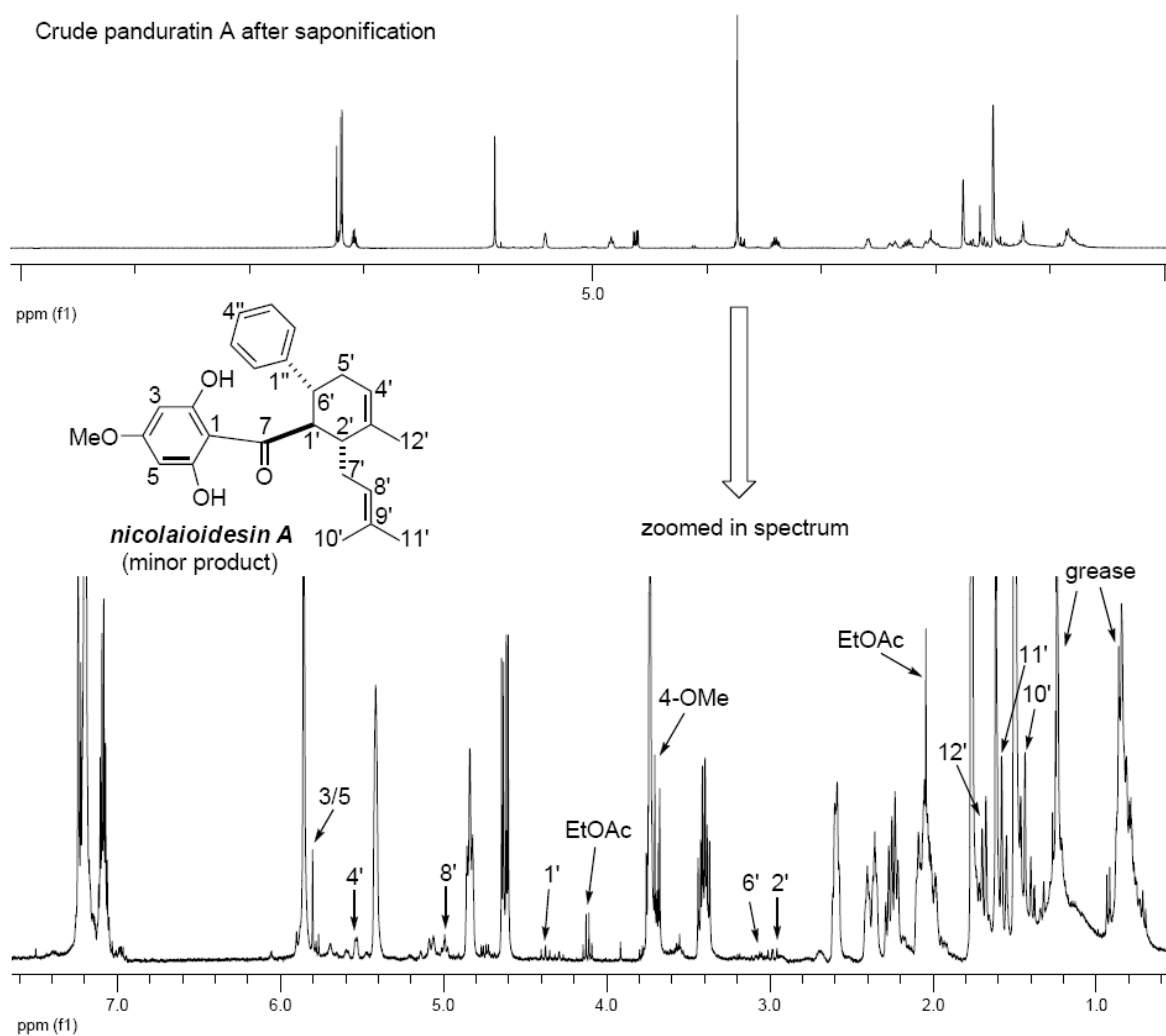 Crude panduratin A after saponification
5.0
ppm (f1)
4"
1"
5'
4'
OH
3
6'
1
7
1'
2'
12'
MeO
5
O
7'
OH
8'
9'
10'
11'
nicolaioidesin A
(minor product)
zoomed in spectrum
grease
EtOAc
11'
4-OMe
10'
12'
3/5
EtOAc
4'
8'
1'
6'
2'
7.0 6.0 5.0 4.0 3.0 2.0 1.0
ppm (f1)